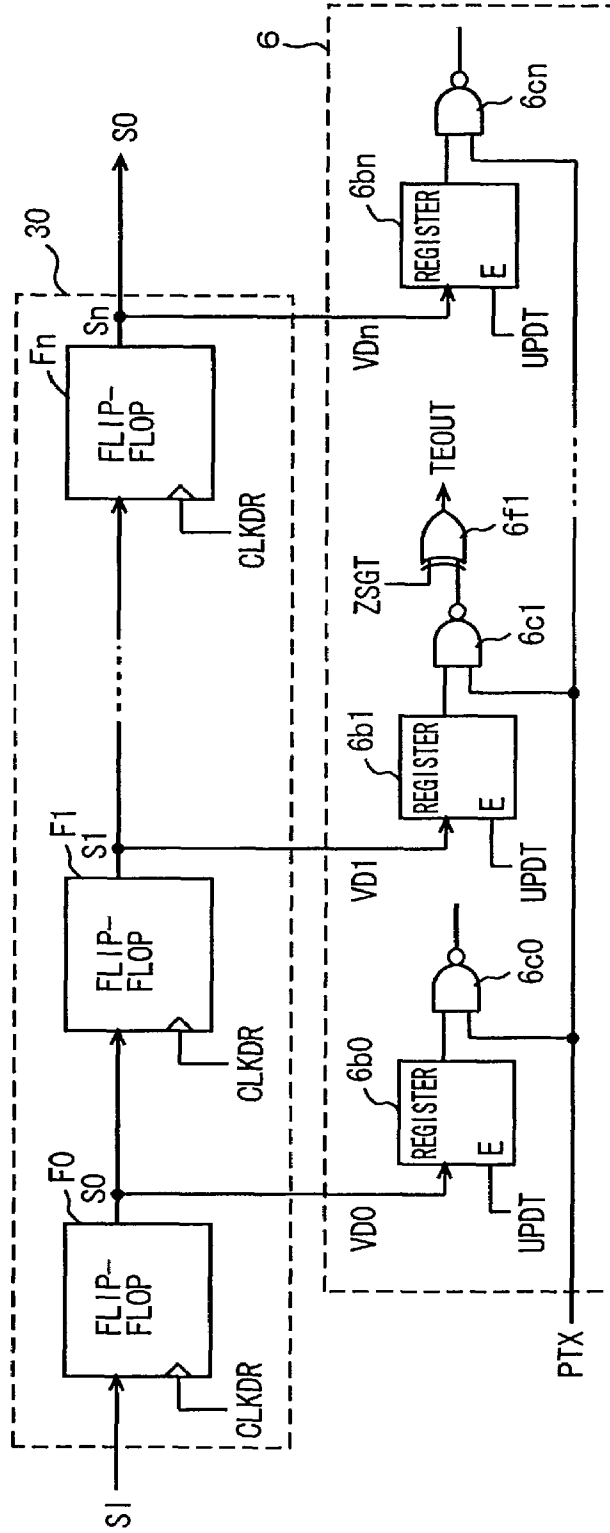 30
SI
F0
FLIP-
FLOP
CLKDR
S0
F1
FLIP-
FLOP
CLKDR
S1
Fn
FLIP-
FLOP
CLKDR
Sn
SO
6
VD0
6b0
REGISTER
E
UPDT
6c0
VD1
6b1
REGISTER
E
UPDT
6c1
ZSGT
6f1
TEOUT
VDn
6bn
REGISTER
E
UPDT
6cn
PTX